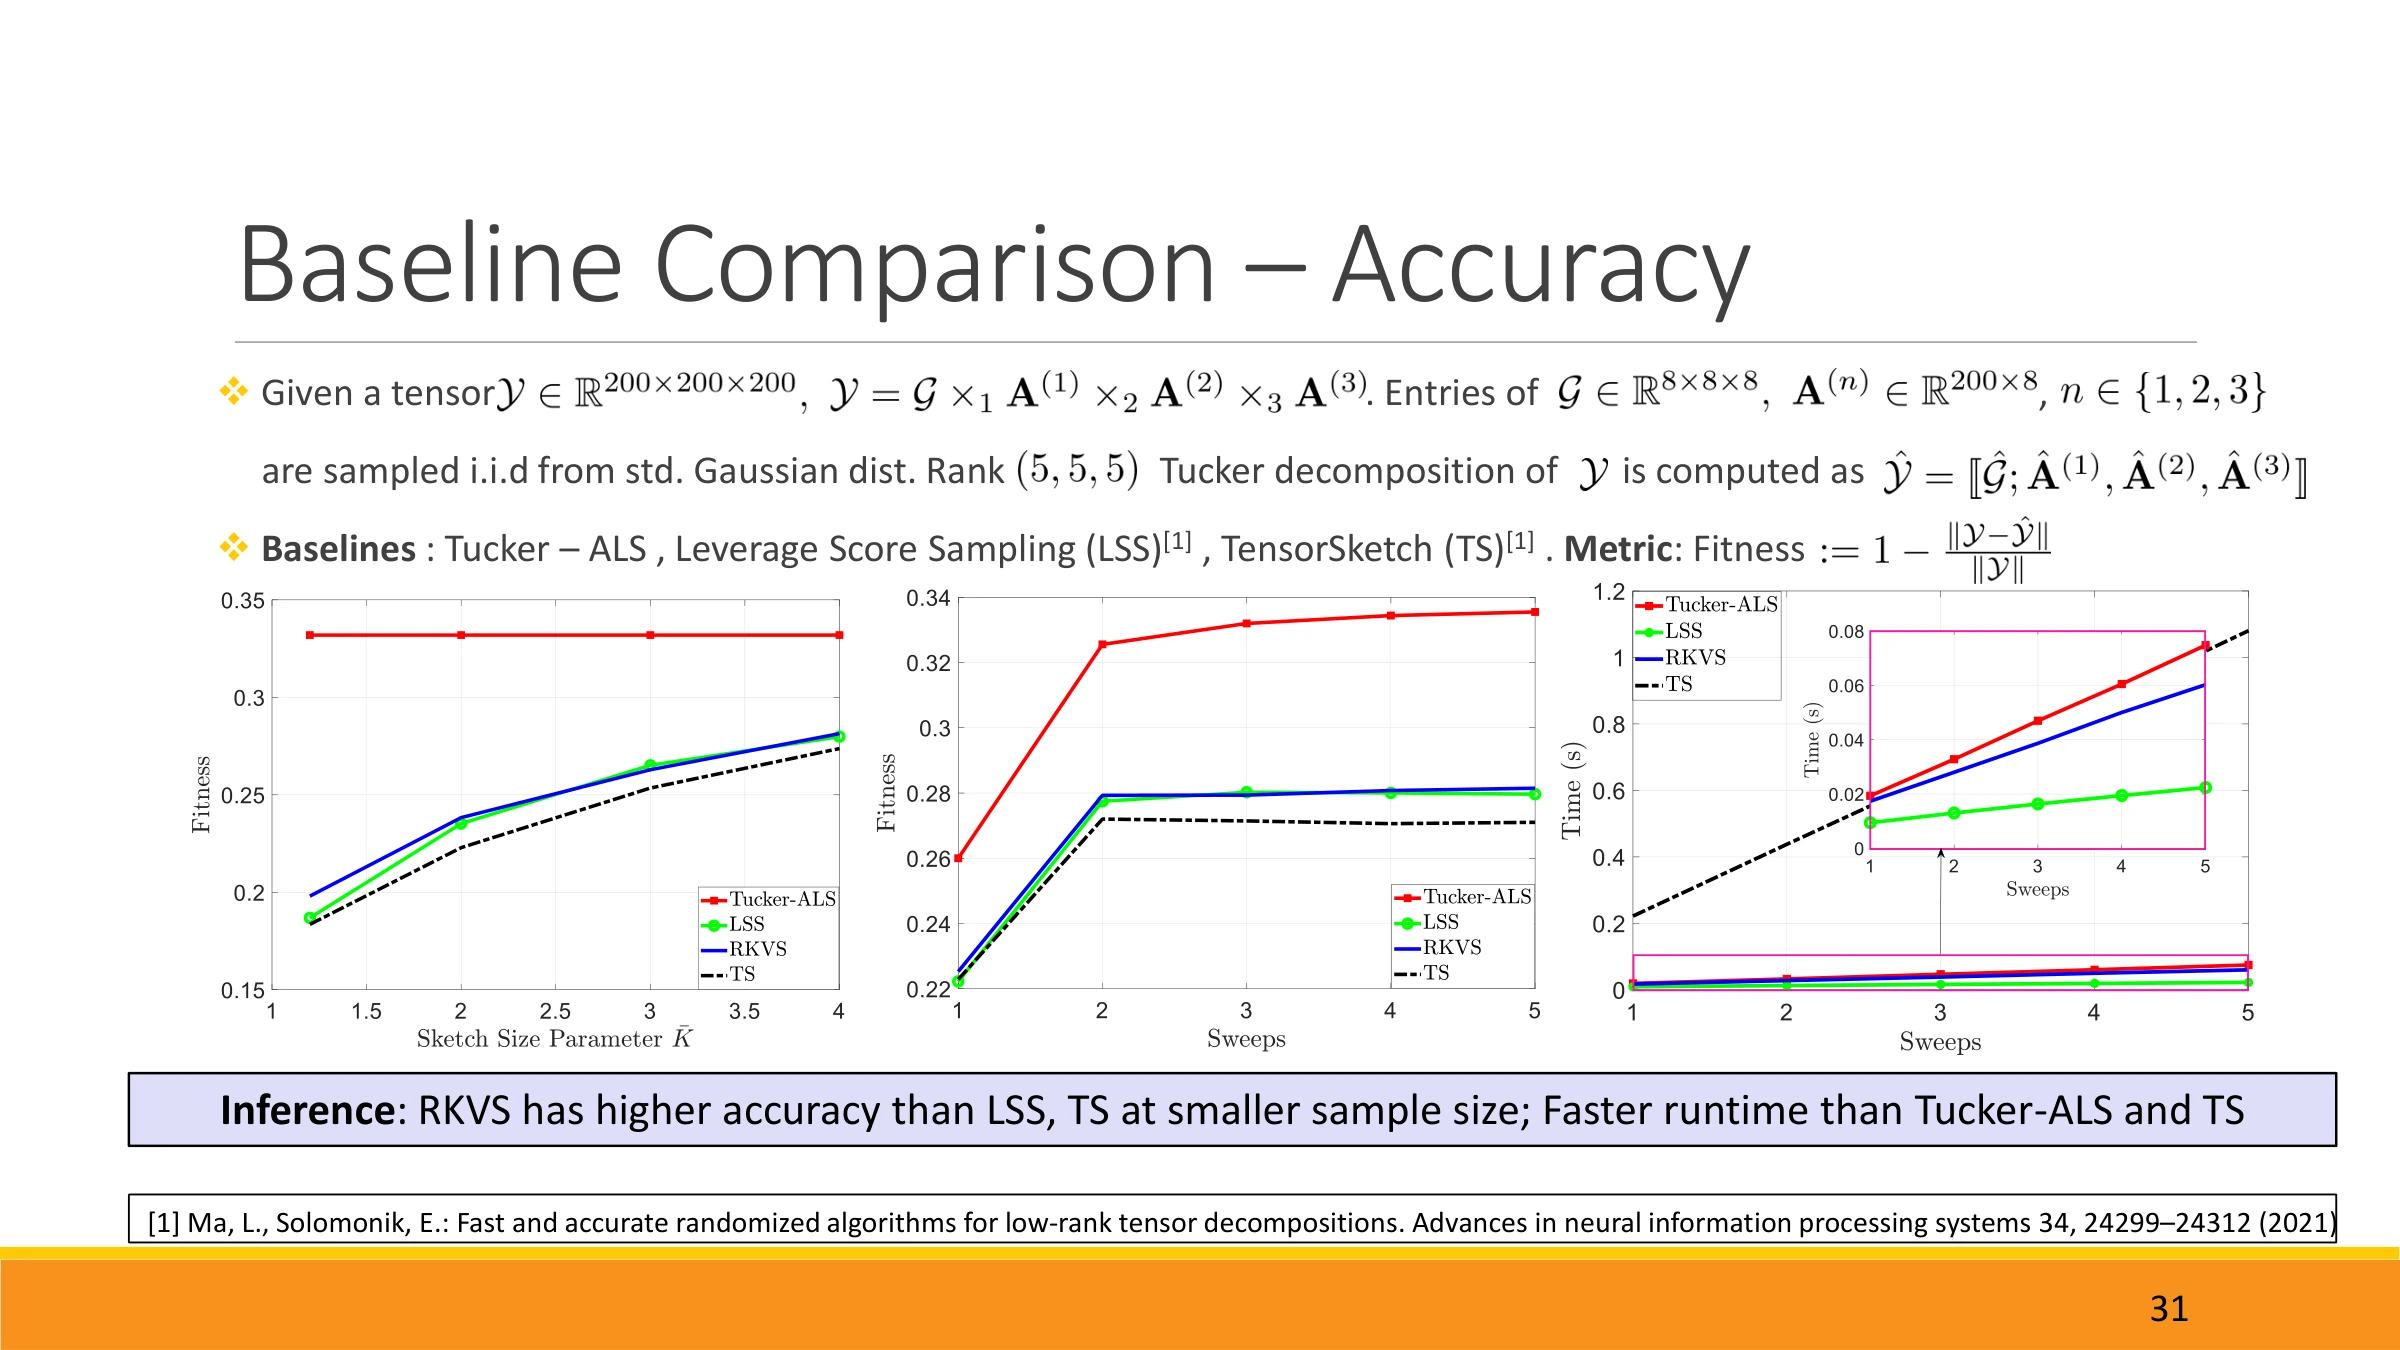 Baseline Comparison – Accuracy
❖ Given a tensor 𝒴 ∈ ℝ^{200×200×200}, 𝒴 = 𝒢 ×₁ A^{(1)} ×₂ A^{(2)} ×₃ A^{(3)}. Entries of 𝒢 ∈ ℝ^{8×8×8}, A^{(n)} ∈ ℝ^{200×8}, n ∈ {1, 2, 3}
are sampled i.i.d from std. Gaussian dist. Rank (5, 5, 5) Tucker decomposition of 𝒴 is computed as 𝒴̂ = ⟦𝒢̂; Â^{(1)}, Â^{(2)}, Â^{(3)}⟧
❖ Baselines : Tucker – ALS , Leverage Score Sampling (LSS)[1] , TensorSketch (TS)[1] . Metric: Fitness := 1 − ‖𝒴−𝒴̂‖/‖𝒴‖
0.35
0.3
0.25
0.2
0.15
Fitness
1 1.5 2 2.5 3 3.5 4
Sketch Size Parameter K̄
Tucker-ALS
LSS
RKVS
TS
0.34
0.32
0.3
0.28
0.26
0.24
0.22
Fitness
1 2 3 4 5
Sweeps
Tucker-ALS
LSS
RKVS
TS
1.2
1
0.8
0.6
0.4
0.2
0
Time (s)
1 2 3 4 5
Sweeps
Tucker-ALS
LSS
RKVS
TS
0.08
0.06
0.04
0.02
0
Time (s)
1 2 3 4 5
Sweeps
Inference: RKVS has higher accuracy than LSS, TS at smaller sample size; Faster runtime than Tucker-ALS and TS
[1] Ma, L., Solomonik, E.: Fast and accurate randomized algorithms for low-rank tensor decompositions. Advances in neural information processing systems 34, 24299–24312 (2021)
31